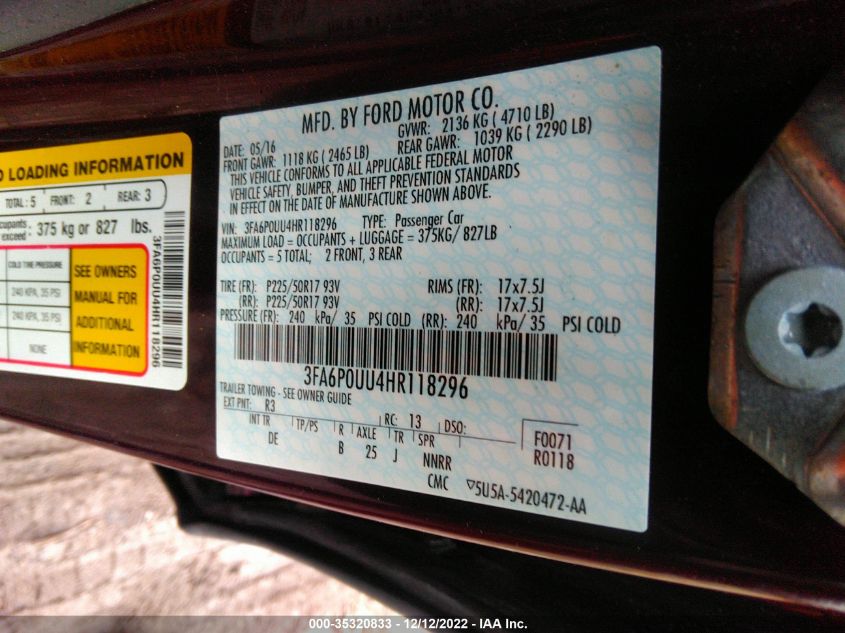 D LOADING INFORMATION
TOTAL : 5 FRONT: 2 REAR: 3
exceed: 375 kg or 827 lbs.
COLD TIRE PRESSURE
240 KPA, 35 PSI
240 KPA, 35 PSI
NONE
SEE OWNERS
MANUAL FOR
ADDITIONAL
INFORMATION
3FA6P0UU4HR118296
MFD. BY FORD MOTOR CO.
DATE: 05/16 GVWR: 2136 KG ( 4710 LB)
FRONT GAWR: 1118 KG ( 2465 LB) REAR GAWR: 1039 KG ( 2290 LB)
THIS VEHICLE CONFORMS TO ALL APPLICABLE FEDERAL MOTOR
VEHICLE SAFETY, BUMPER, AND THEFT PREVENTION STANDARDS
IN EFFECT ON THE DATE OF MANUFACTURE SHOWN ABOVE.
VIN: 3FA6P0UU4HR118296 TYPE: Passenger Car
MAXIMUM LOAD = OCCUPANTS + LUGGAGE = 375KG/ 827LB
OCCUPANTS = 5 TOTAL; 2 FRONT, 3 REAR
TIRE (FR): P225/50R17 93V RIMS (FR): 17x7.5J
(RR): P225/50R17 93V (RR): 17x7.5J
PRESSURE (FR): 240 kPa/ 35 PSI COLD (RR): 240 kPa/ 35 PSI COLD
3FA6P0UU4HR118296
TRAILER TOWING - SEE OWNER GUIDE
EXT PNT: R3 RC: 13 DSO:
INT TR TP/PS R AXLE TR SPR F0071
DE B 25 J NNRR R0118
CMC ▽5U5A-5420472-AA
000-35320833 - 12/12/2022 - IAA Inc.